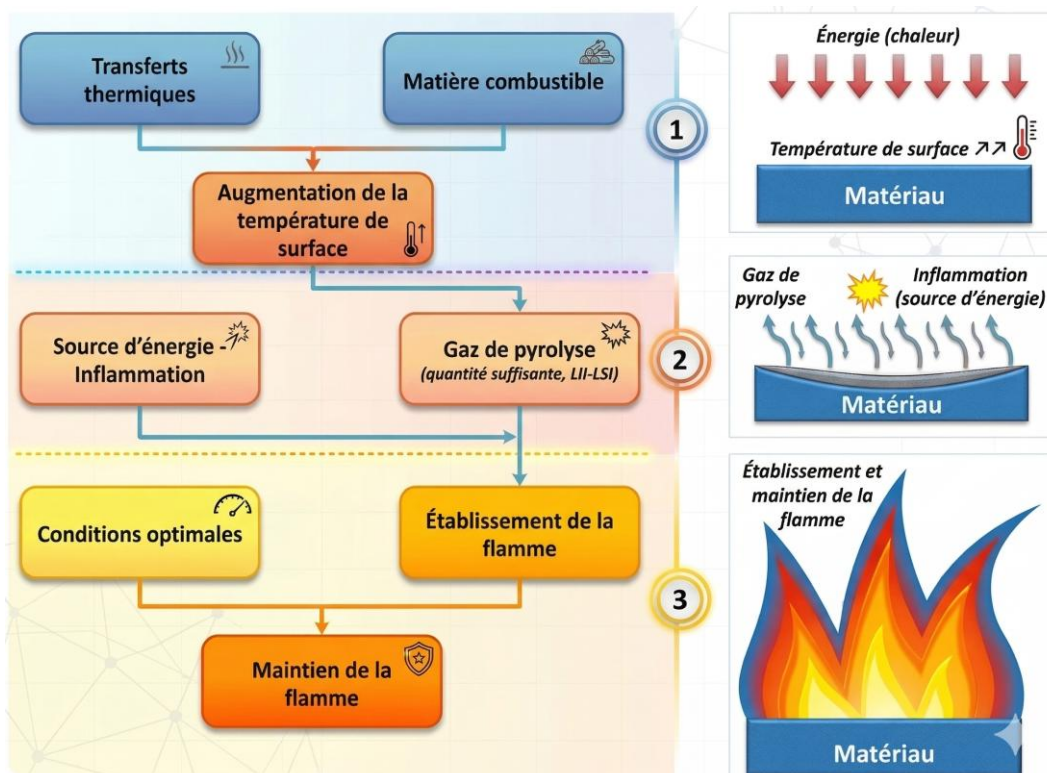 Transferts
thermiques
Matière combustible
Augmentation de la
température de
surface
1
Source d'énergie -
Inflammation
Gaz de pyrolyse
(quantité suffisante, LII-LSI)
2
Conditions optimales
Établissement de la
flamme
3
Maintien de la
flamme
Énergie (chaleur)
Température de surface ↗↗
Matériau
Gaz de
pyrolyse
Inflammation
(source d'énergie)
Matériau
Établissement et
maintien de la
flamme
Matériau